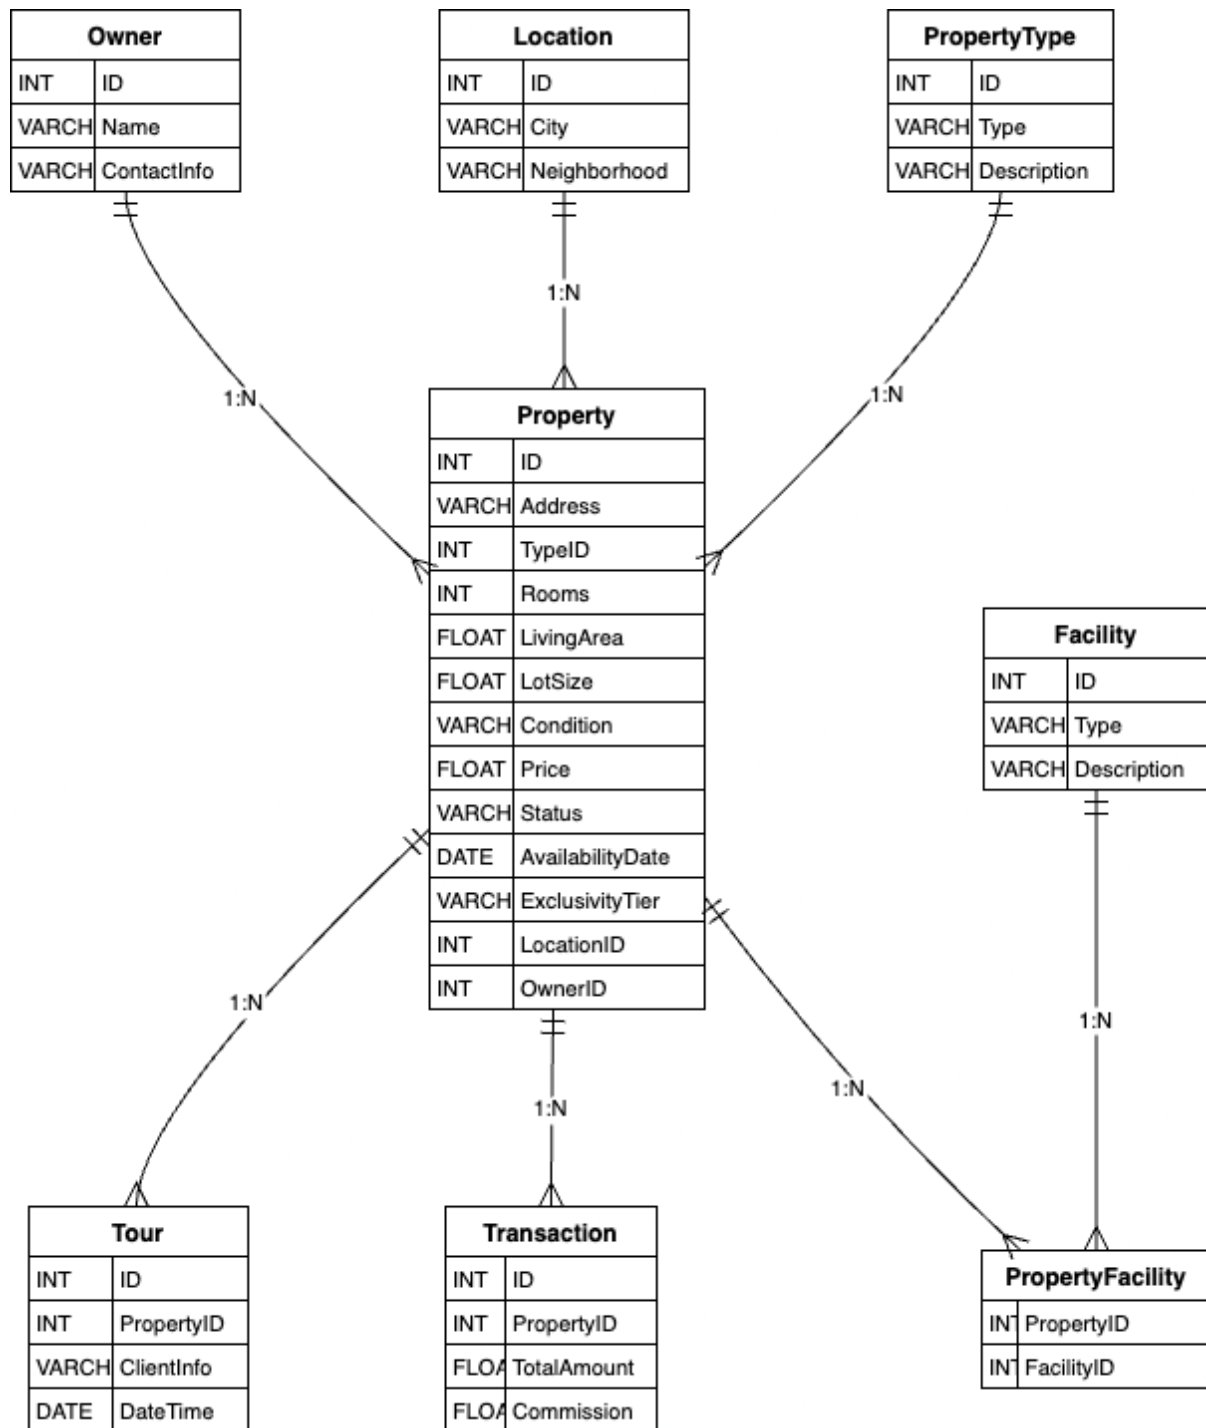 Owner
INT ID
VARCH Name
VARCH ContactInfo
Location
INT ID
VARCH City
VARCH Neighborhood
PropertyType
INT ID
VARCH Type
VARCH Description
1:N
1:N
1:N
Property
INT ID
VARCH Address
INT TypeID
INT Rooms
FLOAT LivingArea
FLOAT LotSize
VARCH Condition
FLOAT Price
VARCH Status
DATE AvailabilityDate
VARCH ExclusivityTier
INT LocationID
INT OwnerID
Facility
INT ID
VARCH Type
VARCH Description
1:N
1:N
1:N
1:N
Tour
INT ID
INT PropertyID
VARCH ClientInfo
DATE DateTime
Transaction
INT ID
INT PropertyID
FLOA TotalAmount
FLOA Commission
PropertyFacility
INT PropertyID
INT FacilityID